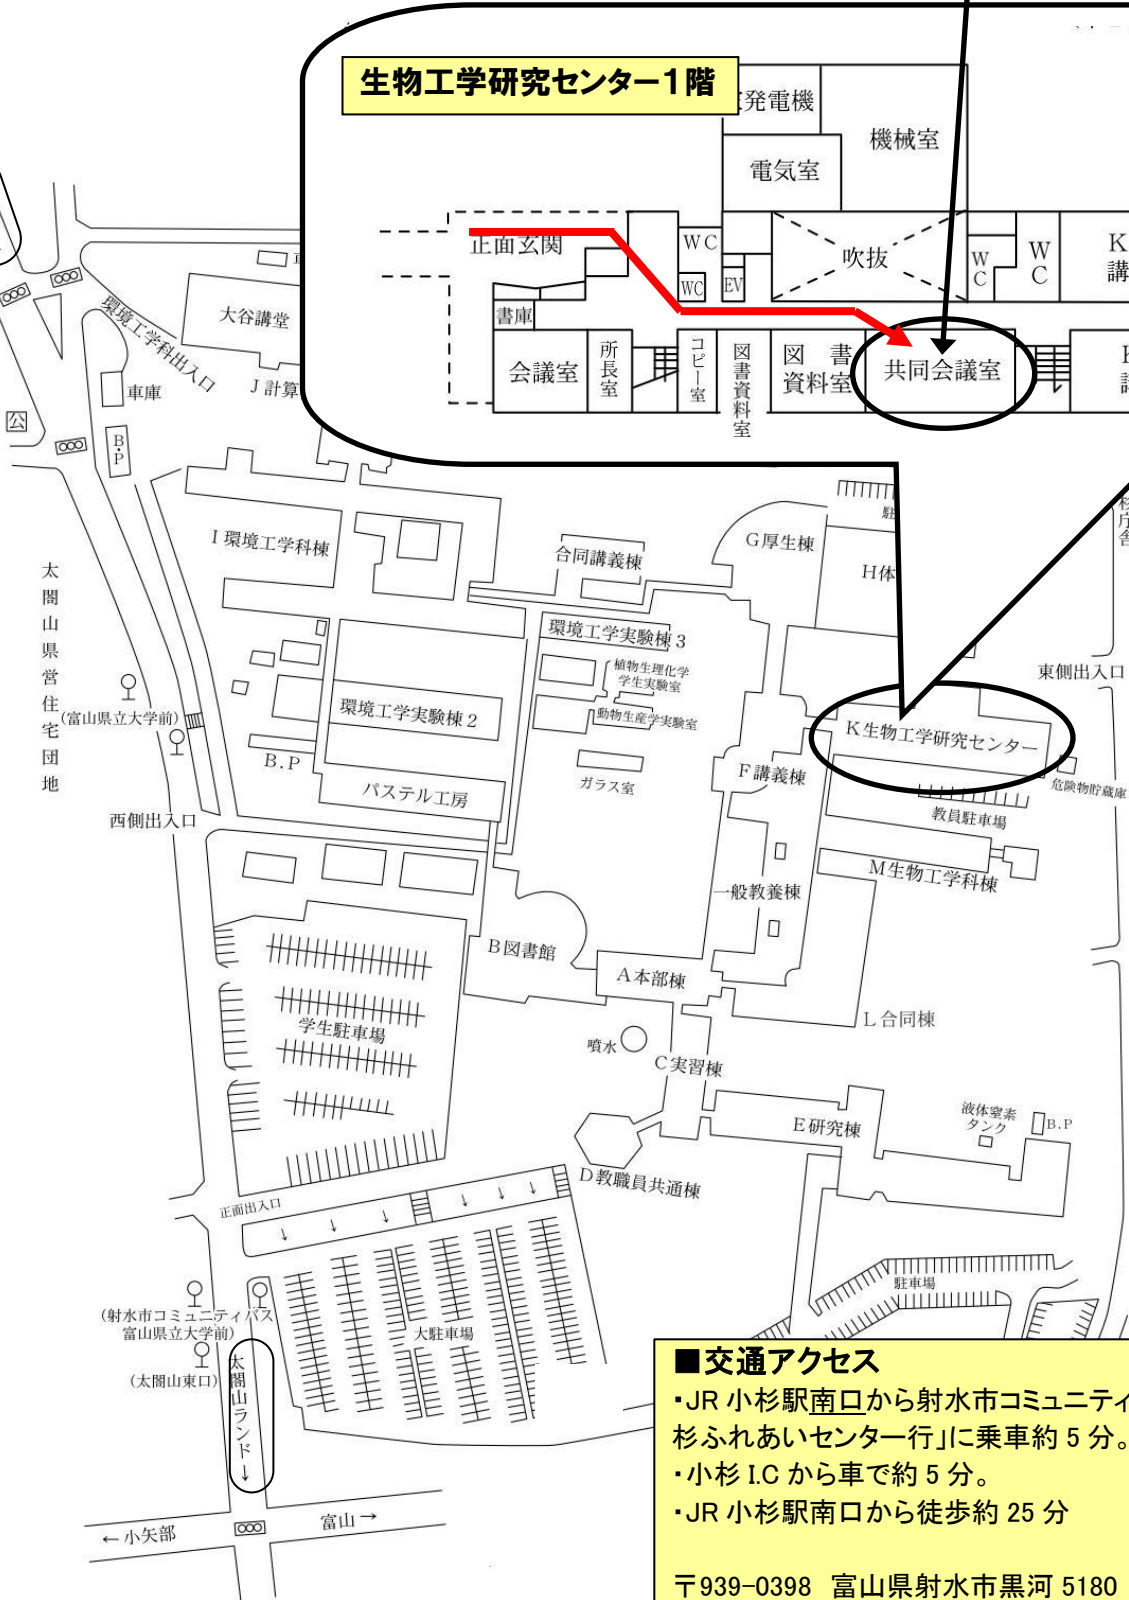 生物工学研究センター1階
発電機
機械室
電気室
正面玄関
WC
WC
EV
吹抜
WC
WC
K
講
書庫
会議室
所長室
コピー室
図書資料室
図書
資料室
共同会議室
大谷講堂
環境工学科出入口
J計算
車庫
公
B.P
I環境工学科棟
合同講義棟
G厚生棟
H体
太閤山県営住宅団地
環境工学実験棟3
植物生理化学
学生実験室
動物生産学実験室
環境工学実験棟2
(富山県立大学前)
B.P
パステル工房
ガラス室
F講義棟
東側出入口
K生物工学研究センター
危険物貯蔵庫
教員駐車場
西側出入口
M生物工学科棟
一般教養棟
B図書館
A本部棟
L合同棟
学生駐車場
噴水
C実習棟
E研究棟
液体窒素
タンク
B.P
D教職員共通棟
正面出入口
駐車場
(射水市コミュニティバス
富山県立大学前)
大駐車場
(太閤山東口)
太閤山ランド↓
←小矢部
富山→
■交通アクセス
・JR 小杉駅南口から射水市コミュニティ
杉ふれあいセンター行」に乗車約 5 分。
・小杉 I.C から車で約 5 分。
・JR 小杉駅南口から徒歩約 25 分
〒939-0398 富山県射水市黒河 5180